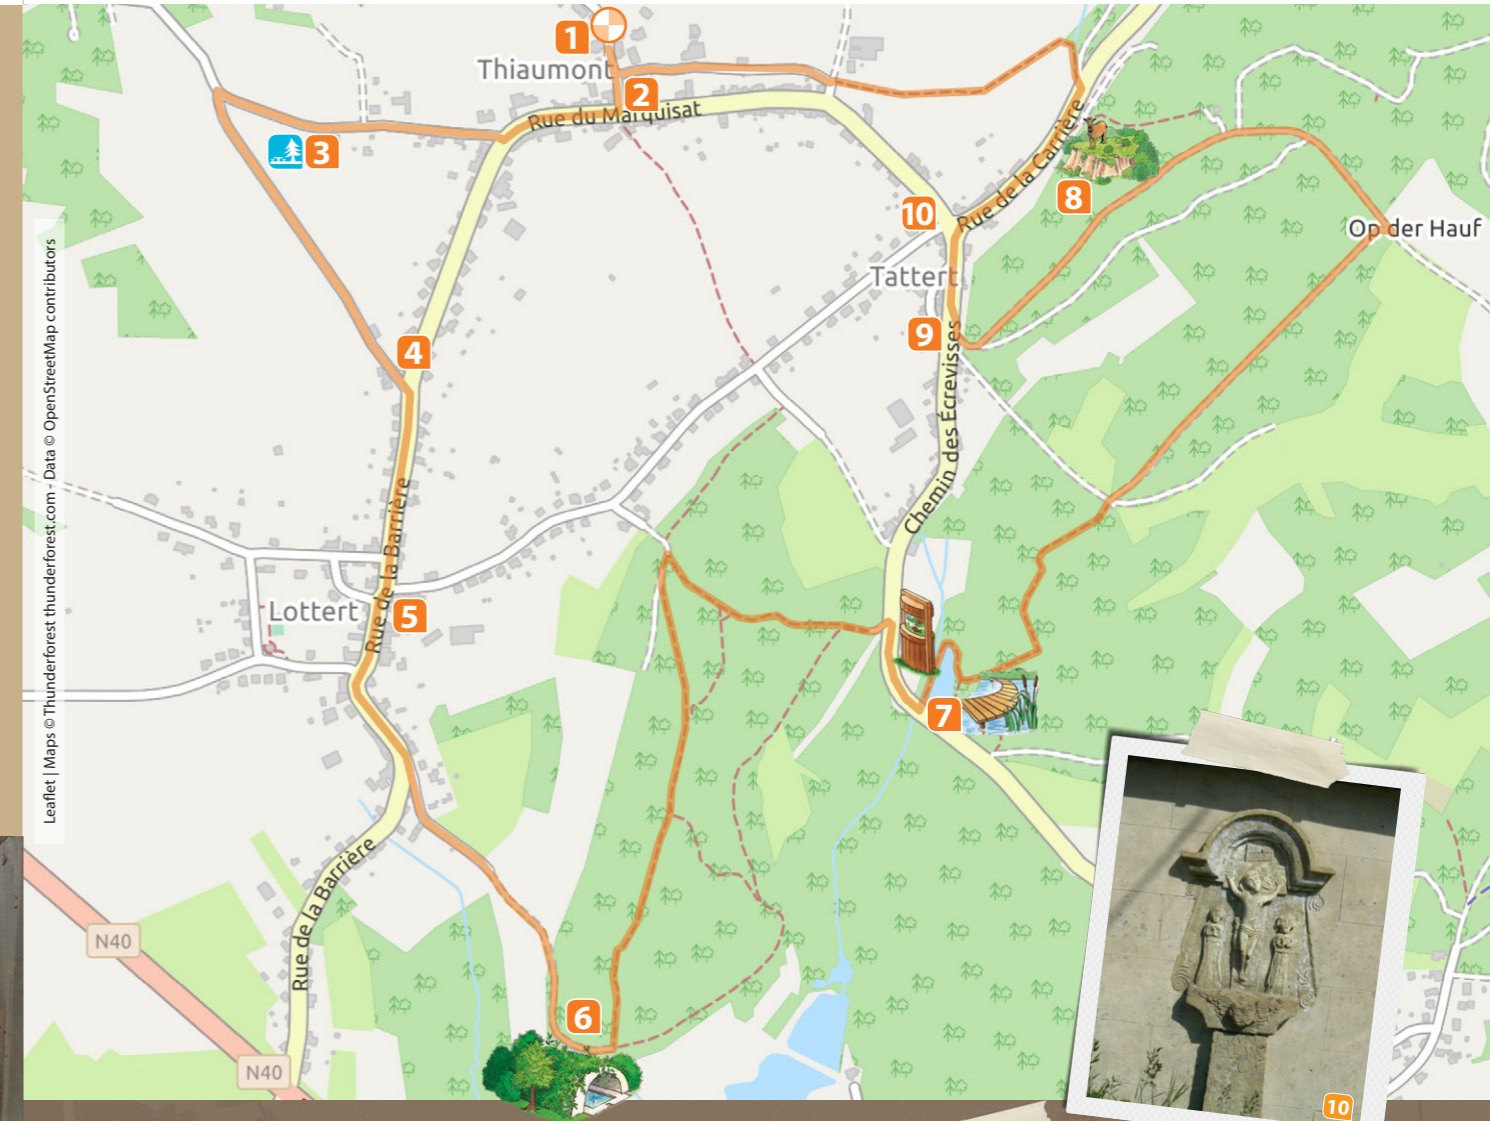 1
Thiaumont
2
Rue du Marquisat
3
Rue de la Carrière
8
10
Op der Hauf
Tattert
9
4
Chemin des Écrevisses
Leaflet | Maps © Thunderforest thunderforest.com - Data © OpenStreetMap contributors
Rue de la Barrière
Lottert
5
7
6
Rue de la Barrière
N40
N40
10